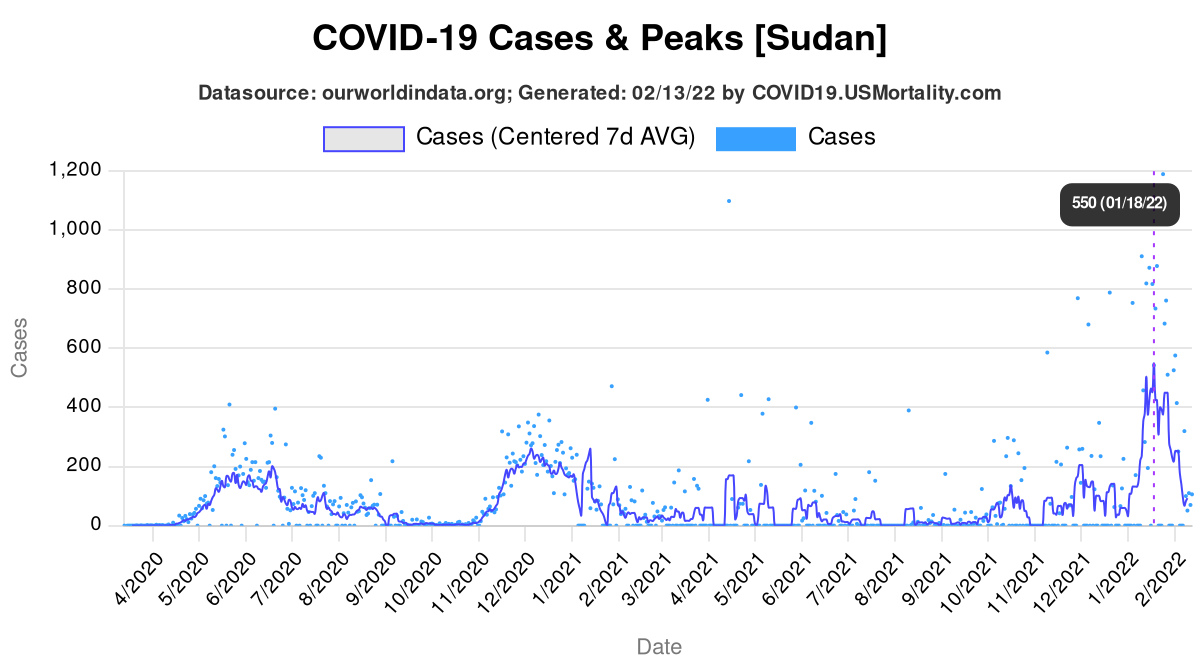 COVID-19 Cases & Peaks [Sudan]
Datasource: ourworldindata.org; Generated: 02/13/22 by COVID19.USMortality.com
Cases (Centered 7d AVG) Cases
1,200
550 (01/18/22)
1,000
800
600
400
200
0
Cases
4/2020 5/2020 6/2020 7/2020 8/2020 9/2020 10/2020 11/2020 12/2020 1/2021 2/2021 3/2021 4/2021 5/2021 6/2021 7/2021 8/2021 9/2021 10/2021 11/2021 12/2021 1/2022 2/2022
Date